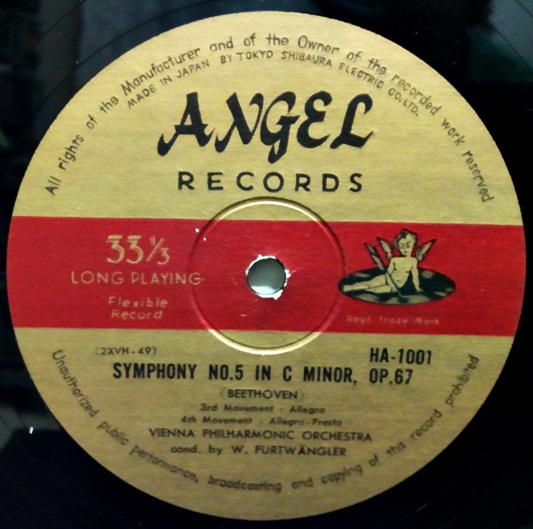 All rights of the Manufacturer and of the Owner of the recorded work reserved
MADE IN JAPAN BY TOKYO SHIBAURA ELECTRIC CO.LTD.
ANGEL
RECORDS
33⅓
LONG PLAYING
Flexible
Record
Regd. Trade Mark
(2XVH-49)
HA-1001
SYMPHONY NO.5 IN C MINOR, OP.67
(BEETHOVEN)
3rd Movement : Allegro
4th Movement : Allegro-Presto
VIENNA PHILHARMONIC ORCHESTRA
cond. by W. FURTWÄNGLER
Unauthorized public performance, broadcasting and copying of this record prohibited